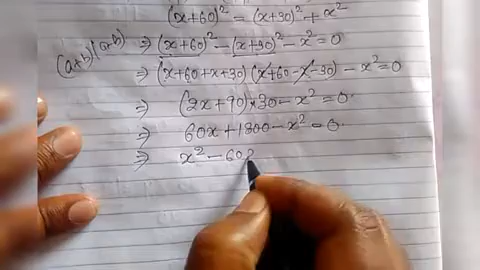 (x+60)² = (x+30)² + x²
(a+b)(a+b) ⇒ (x+60)² − (x+30)² − x² = 0
⇒ (x+60+x+30)(x+60−x−30) − x² = 0
⇒ (2x+90)×30 − x² = 0
⇒ 60x+1800 − x² = 0
⇒ x² − 60